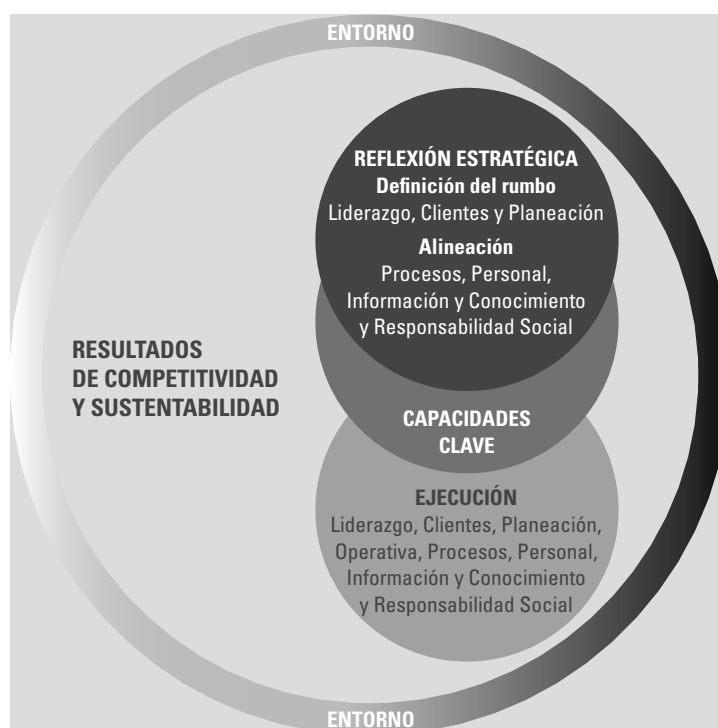 ENTORNO
REFLEXIÓN ESTRATÉGICA
Definición del rumbo
Liderazgo, Clientes y Planeación
Alineación
Procesos, Personal,
Información y Conocimiento
y Responsabilidad Social
RESULTADOS
DE COMPETITIVIDAD
Y SUSTENTABILIDAD
CAPACIDADES
CLAVE
EJECUCIÓN
Liderazgo, Clientes, Planeación,
Operativa, Procesos, Personal,
Información y Conocimiento
y Responsabilidad Social
ENTORNO